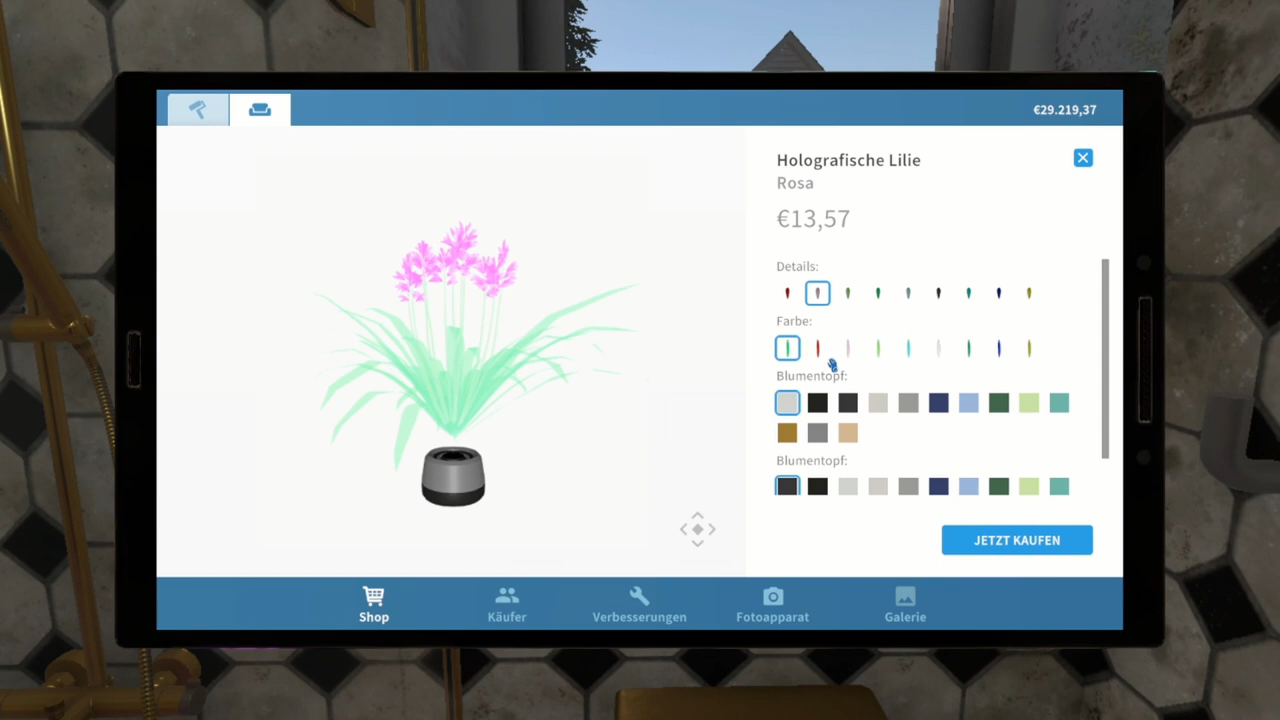 €29.219,37
Holografische Lilie
Rosa
€13,57
Details:
Farbe:
Blumentopf:
Blumentopf:
JETZT KAUFEN
Shop
Käufer
Verbesserungen
Fotoapparat
Galerie